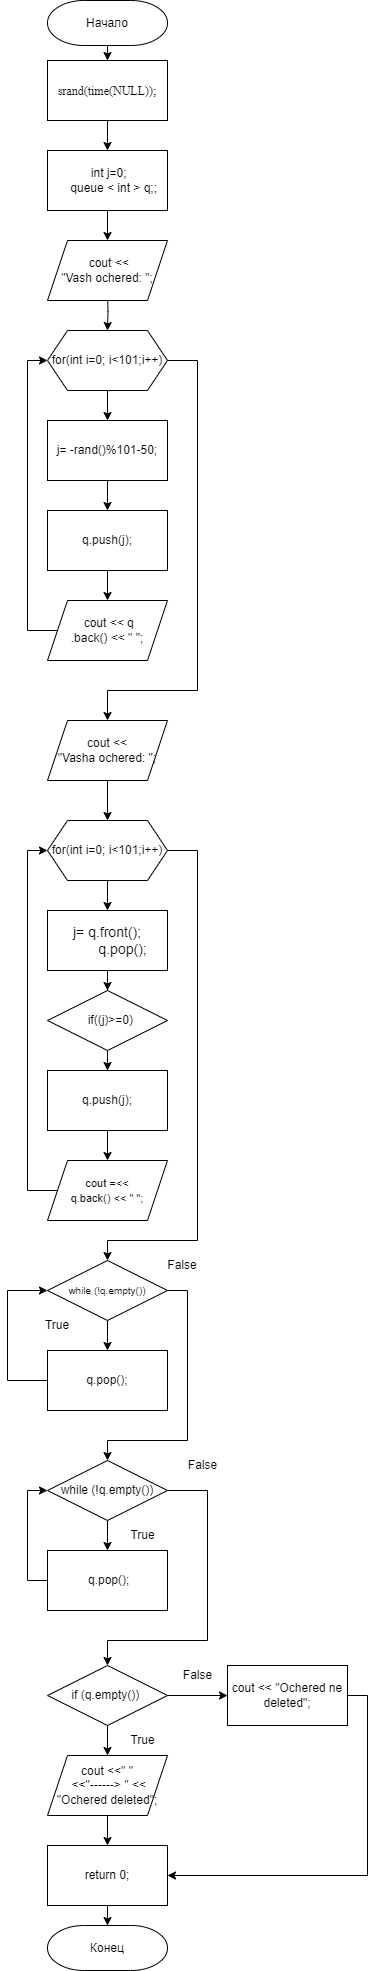 Начало
srand(time(NULL));
int j=0;
queue < int > q;;
cout <<
"Vash ochered: ";
for(int i=0; i<101;i++)
j= -rand()%101-50;
q.push(j);
cout << q
.back() << " ";
cout <<
"Vasha ochered: ";
for(int i=0; i<101;i++)
j= q.front();
q.pop();
if((j)>=0)
q.push(j);
cout =<<
q.back() << " ";
False
while (!q.empty())
True
q.pop();
False
while (!q.empty())
True
q.pop();
False
if (q.empty())
cout << "Ochered ne
deleted";
True
cout <<" "
<<"------> " <<
"Ochered deleted";
return 0;
Конец